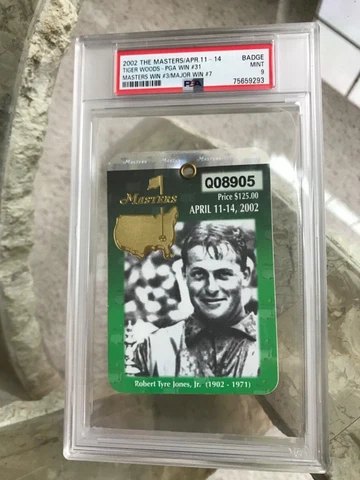 2002 THE MASTERS/APR.11-14 BADGE
TIGER WOODS-PGA WIN #31 MINT
MASTERS WIN #3/MAJOR WIN #7 9
PSA 75659293
Masters
Q08905
Price $125.00
APRIL 11-14, 2002
Robert Tyre Jones, Jr. (1902 - 1971)